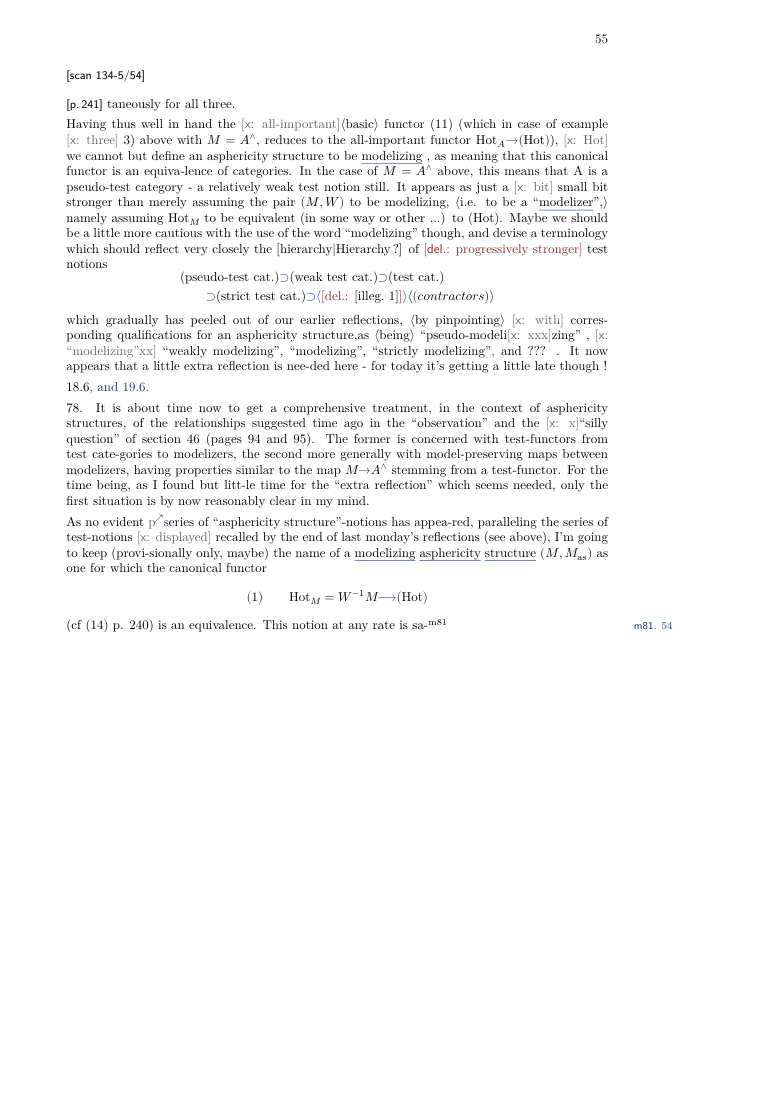 55
[scan 134-5/54]
[p. 241] taneously for all three.
Having thus well in hand the [x: all-important]⟨basic⟩ functor (11) (which in case of example
[x: three] 3) above with M = A^∧, reduces to the all-important functor Hot_A→(Hot)), [x: Hot]
we cannot but define an asphericity structure to be modelizing , as meaning that this canonical
functor is an equiva-lence of categories. In the case of M = A^∧ above, this means that A is a
pseudo-test category - a relatively weak test notion still. It appears as just a [x: bit] small bit
stronger than merely assuming the pair (M, W) to be modelizing, ⟨i.e. to be a “modelizer”,⟩
namely assuming Hot_M to be equivalent (in some way or other ...) to (Hot). Maybe we should
be a little more cautious with the use of the word “modelizing” though, and devise a terminology
which should reflect very closely the [hierarchy|Hierarchy ?] of [del.: progressively stronger] test
notions
(pseudo-test cat.)⊃(weak test cat.)⊃(test cat.)
⊃(strict test cat.)⊃⟨[del.: [illeg. 1]]⟩⟨(contractors)⟩
which gradually has peeled out of our earlier reflections, ⟨by pinpointing⟩ [x: with] corres-
ponding qualifications for an asphericity structure,as ⟨being⟩ “pseudo-modeli[x: xxx]zing” , [x:
“modelizing”xx] “weakly modelizing”, “modelizing”, “strictly modelizing”, and ??? . It now
appears that a little extra reflection is nee-ded here - for today it’s getting a little late though !
18.6, and 19.6.
78. It is about time now to get a comprehensive treatment, in the context of asphericity
structures, of the relationships suggested time ago in the “observation” and the [x: x]“silly
question” of section 46 (pages 94 and 95). The former is concerned with test-functors from
test cate-gories to modelizers, the second more generally with model-preserving maps between
modelizers, having properties similar to the map M→A^∧ stemming from a test-functor. For the
time being, as I found but litt-le time for the “extra reflection” which seems needed, only the
first situation is by now reasonably clear in my mind.
As no evident p↗series of “asphericity structure”-notions has appea-red, paralleling the series of
test-notions [x: displayed] recalled by the end of last monday’s reflections (see above), I’m going
to keep (provi-sionally only, maybe) the name of a modelizing asphericity structure (M, M_as) as
one for which the canonical functor
(1) Hot_M = W^−1M⟶(Hot)
(cf (14) p. 240) is an equivalence. This notion at any rate is sa-^m81
m81. 54